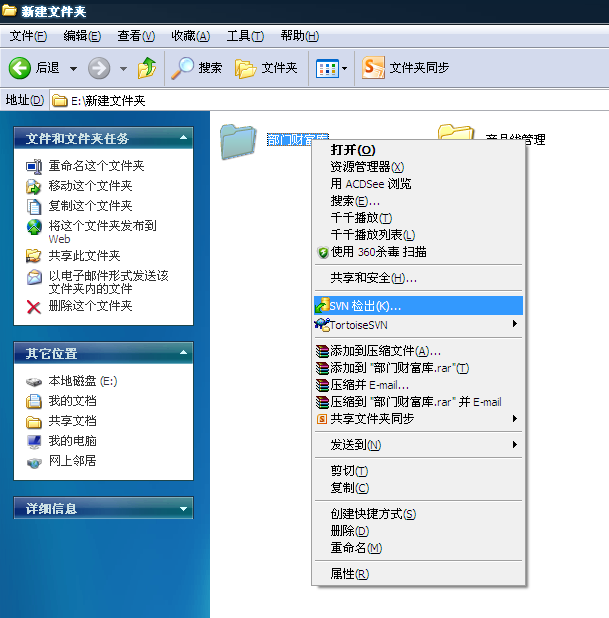 新建文件夹
文件(F) 编辑(E) 查看(V) 收藏(A) 工具(T) 帮助(H)
后退 搜索 文件夹 文件夹同步
地址(D) E:\新建文件夹
文件和文件夹任务
重命名这个文件夹
移动这个文件夹
复制这个文件夹
将这个文件夹发布到
Web
共享此文件夹
以电子邮件形式发送该
文件夹内的文件
删除这个文件夹
其它位置
本地磁盘 (E:)
我的文档
共享文档
我的电脑
网上邻居
详细信息
部门财富库
产品线管理
打开(O)
资源管理器(X)
用 ACDSee 浏览
搜索(E)...
千千播放(T)
千千播放列表(L)
使用 360杀毒 扫描
共享和安全(H)...
SVN 检出(K)...
TortoiseSVN
添加到压缩文件(A)...
添加到 "部门财富库.rar"(T)
压缩并 E-mail...
压缩到 "部门财富库.rar" 并 E-mail
共享文件夹同步
发送到(N)
剪切(T)
复制(C)
创建快捷方式(S)
删除(D)
重命名(M)
属性(R)